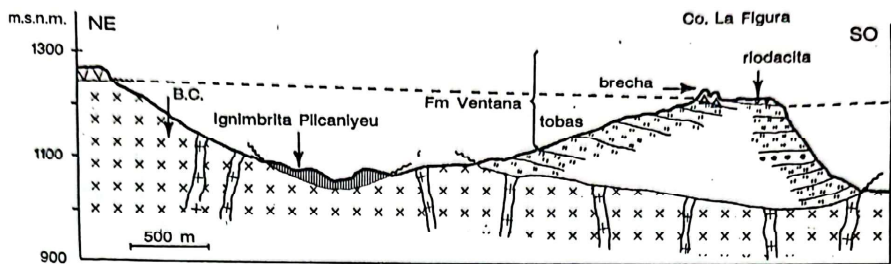 m.s.n.m.
NE
Co. La Figura
SO
1300
brecha
riodacita
B.C.
Fm Ventana
Ignimbrita Pilcaniyeu
tobas
1100
500 m
900